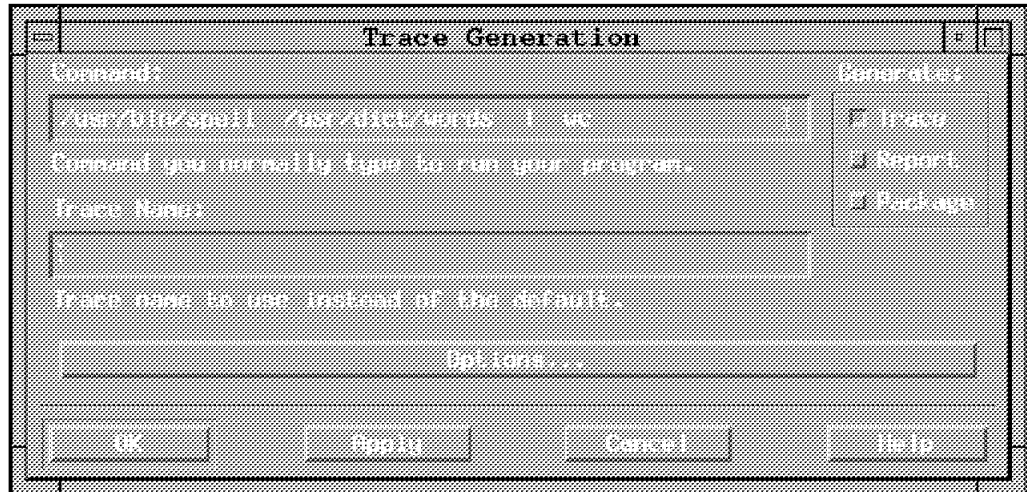 Trace Generation
Command:
Generate:
/usr/bin/spell /usr/dict/words | wc
Trace
Command you normally type to run your program.
Report
Trace Name:
Package
Trace name to use instead of the default.
Options...
OK
Apply
Cancel
Help